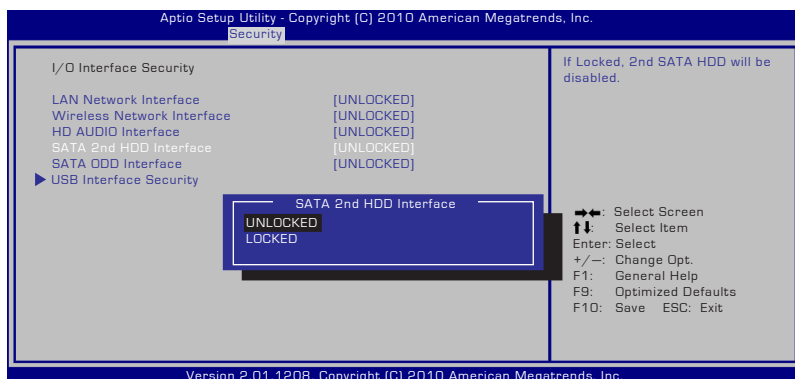 Aptio Setup Utility - Copyright (C) 2010 American Megatrends, Inc.
Security
I/O Interface Security
LAN Network Interface [UNLOCKED]
Wireless Network Interface [UNLOCKED]
HD AUDIO Interface [UNLOCKED]
SATA 2nd HDD Interface [UNLOCKED]
SATA ODD Interface [UNLOCKED]
USB Interface Security
SATA 2nd HDD Interface
UNLOCKED
LOCKED
If Locked, 2nd SATA HDD will be
disabled.
→←: Select Screen
↑↓: Select Item
Enter: Select
+/—: Change Opt.
F1: General Help
F9: Optimized Defaults
F10: Save ESC: Exit
Version 2.01.1208. Copyright (C) 2010 American Megatrends, Inc.